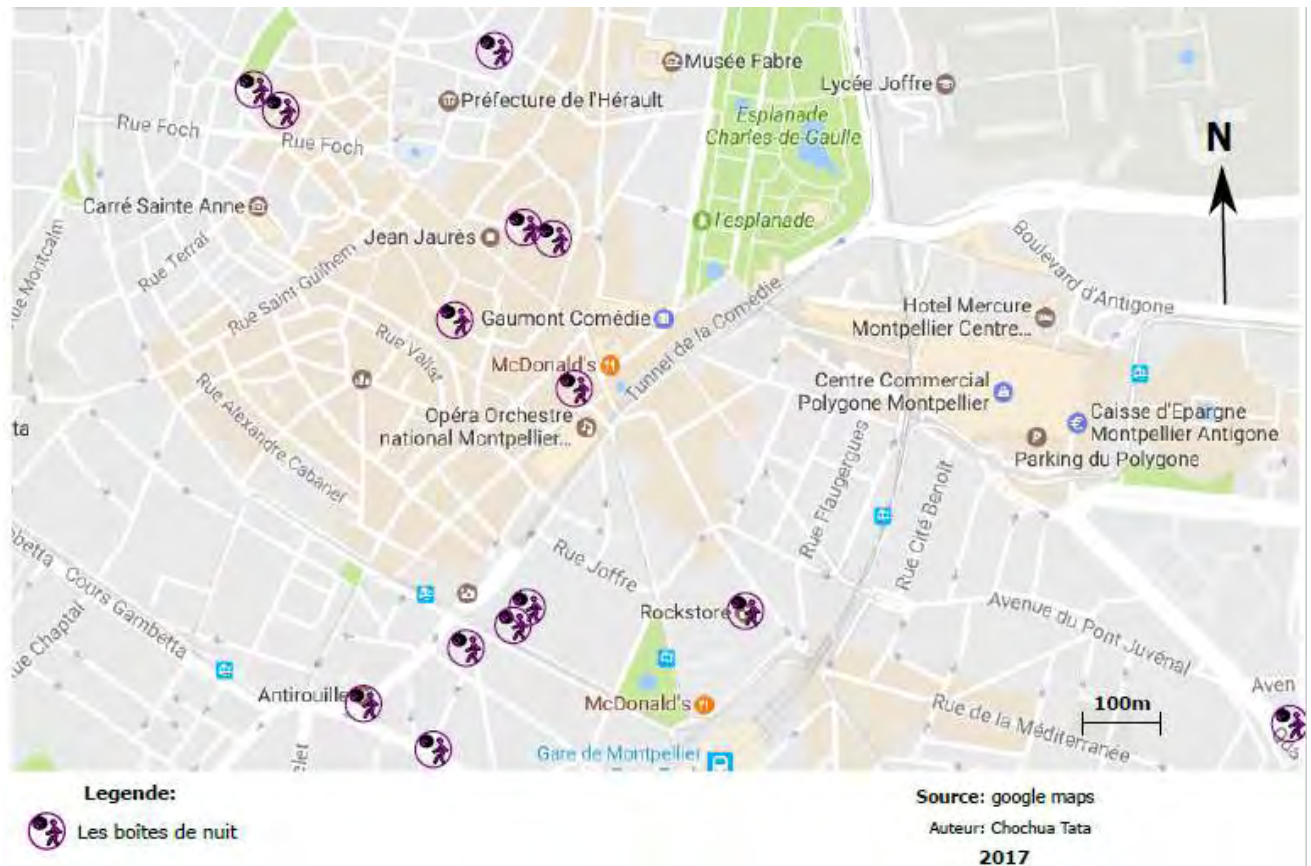 Musée Fabre
Lycée Joffre
Préfecture de l'Hérault
Esplanade
Charles-de-Gaulle
Rue Foch
Rue Foch
N
Carré Sainte Anne
l'esplanade
Jean Jaurès
Rue Terral
Rue Montcalm
Rue Saint Guilhem
Boulevard d'Antigone
Gaumont Comédie
Tunnel de la Comédie
Hotel Mercure
Montpellier Centre...
McDonald's
Centre Commercial
Polygone Montpellier
Opéra Orchestre
national Montpellier...
ta
Rue Alexandre Cabanel
Caisse d'Epargne
Montpellier Antigone
P
Parking du Polygone
Rue Flaugergues
Rue Cité Benoit
Rue Joffre
betta
Cours Gambetta
ue Chaptal
Rockstore
Avenue du Pont Juvénal
Antirouille
McDonald's
Aven
100m
Rue de la Méditerranée
elet
Gare de Montpellier
Legende:
Les boîtes de nuit
Source: google maps
Auteur: Chochua Tata
2017